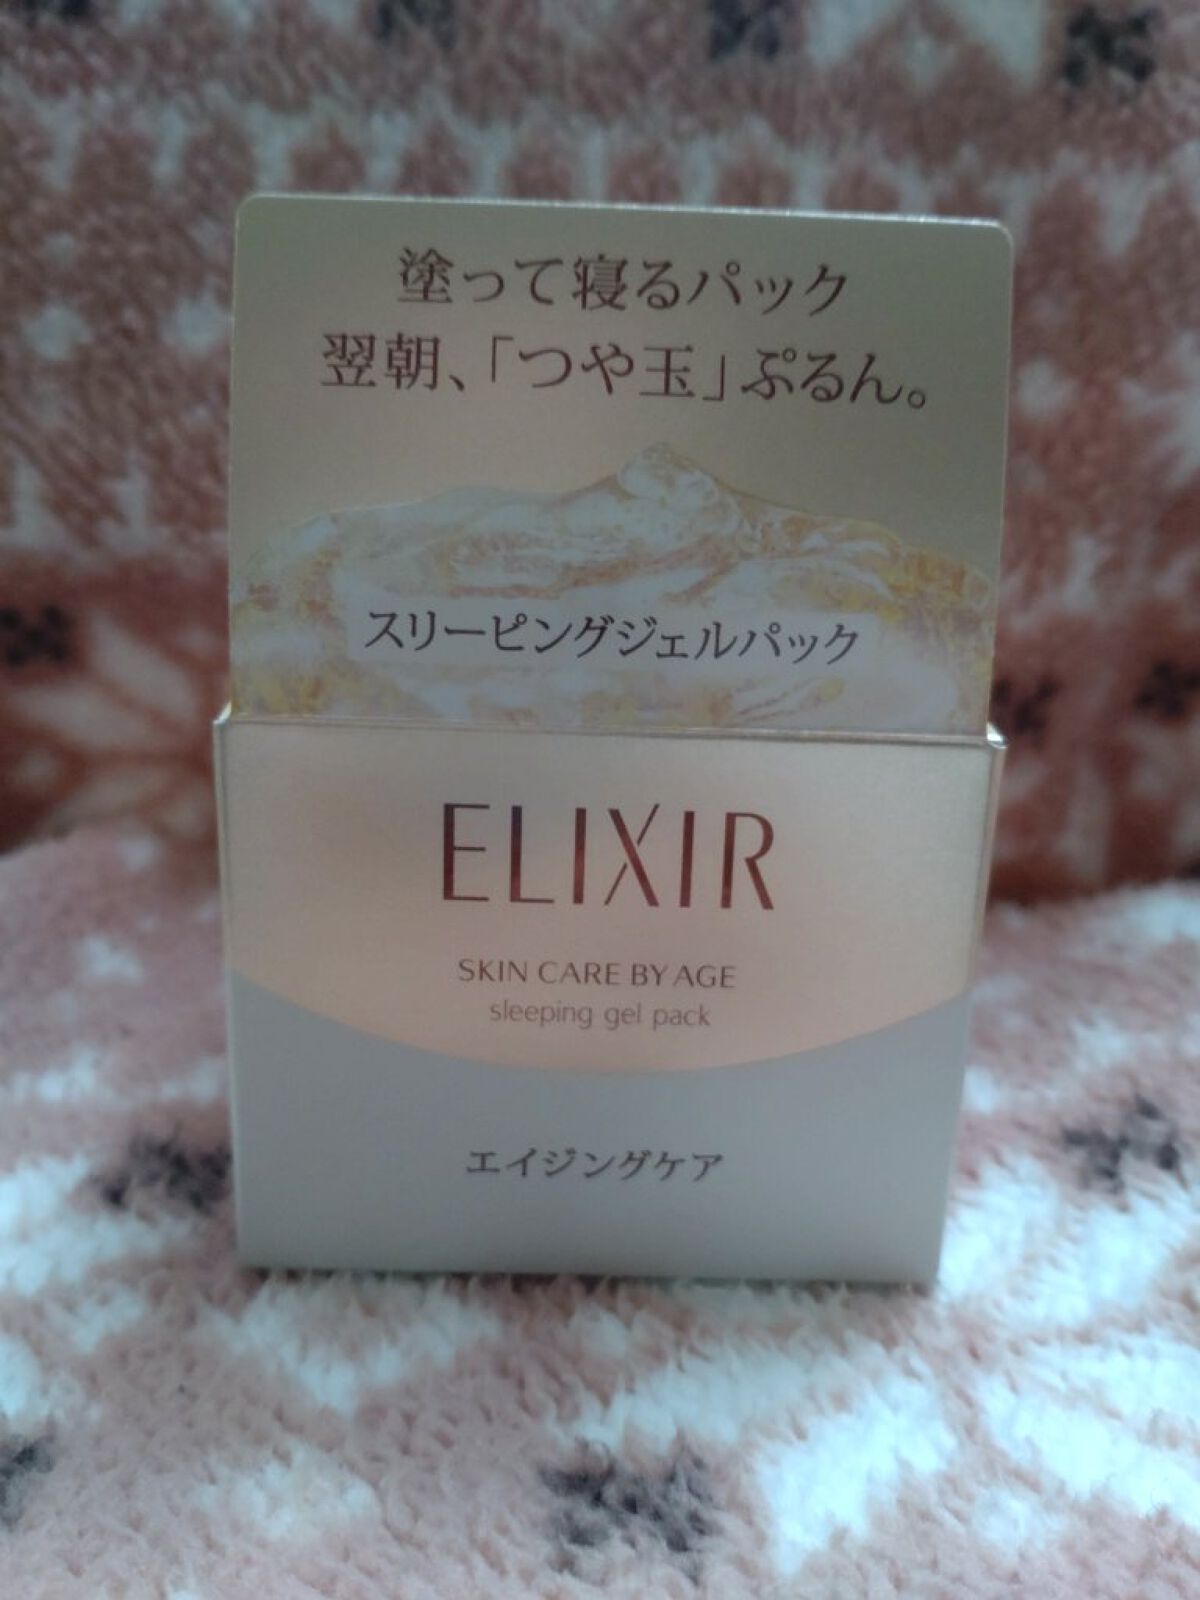 塗って寝るパック
翌朝、「つや玉」ぷるん。
スリーピングジェルパック
ELIXIR
SKIN CARE BY AGE
sleeping gel pack
エイジングケア